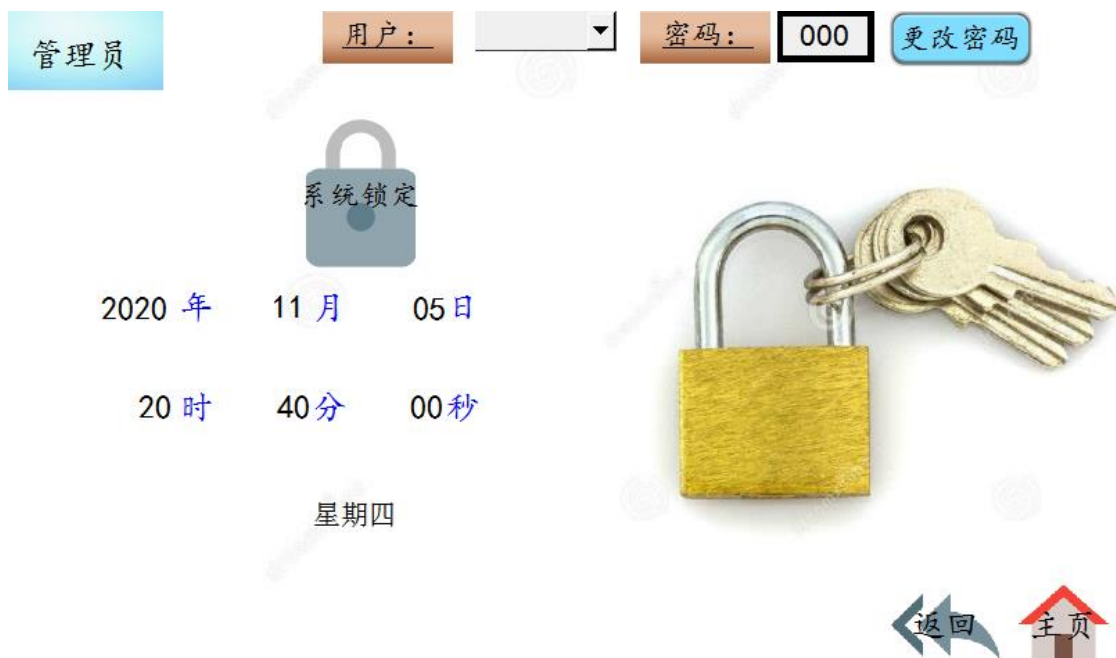 管理员
用户： 密码： 000 更改密码
系统锁定
2020 年 11 月 05 日
20 时 40 分 00 秒
星期四
返回 主页